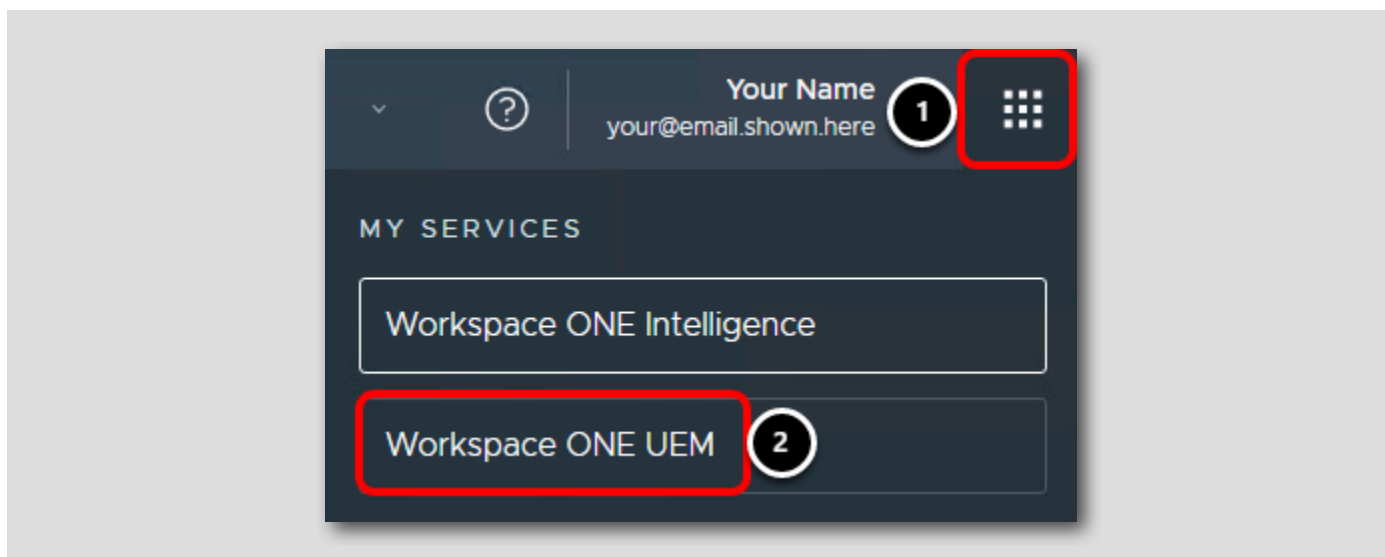 Your Name
your@email.shown.here
1
?
MY SERVICES
Workspace ONE Intelligence
Workspace ONE UEM
2